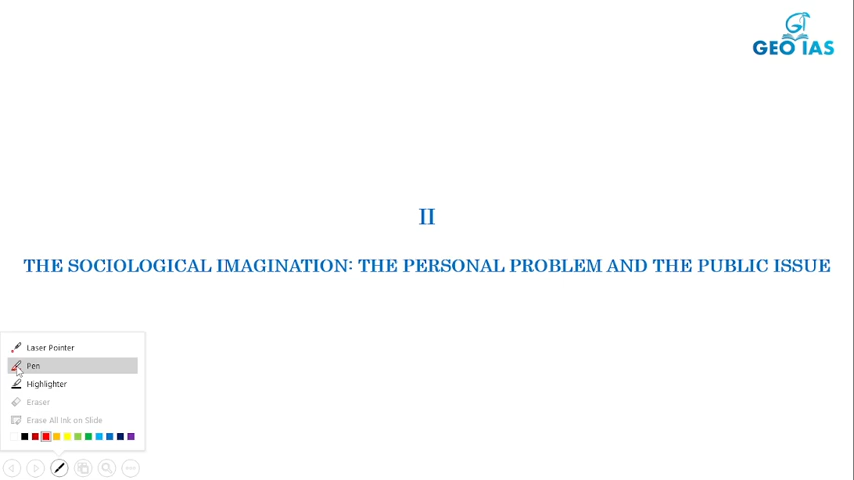 GEO IAS
II
THE SOCIOLOGICAL IMAGINATION: THE PERSONAL PROBLEM AND THE PUBLIC ISSUE
Laser Pointer
Pen
Highlighter
Eraser
Erase All Ink on Slide